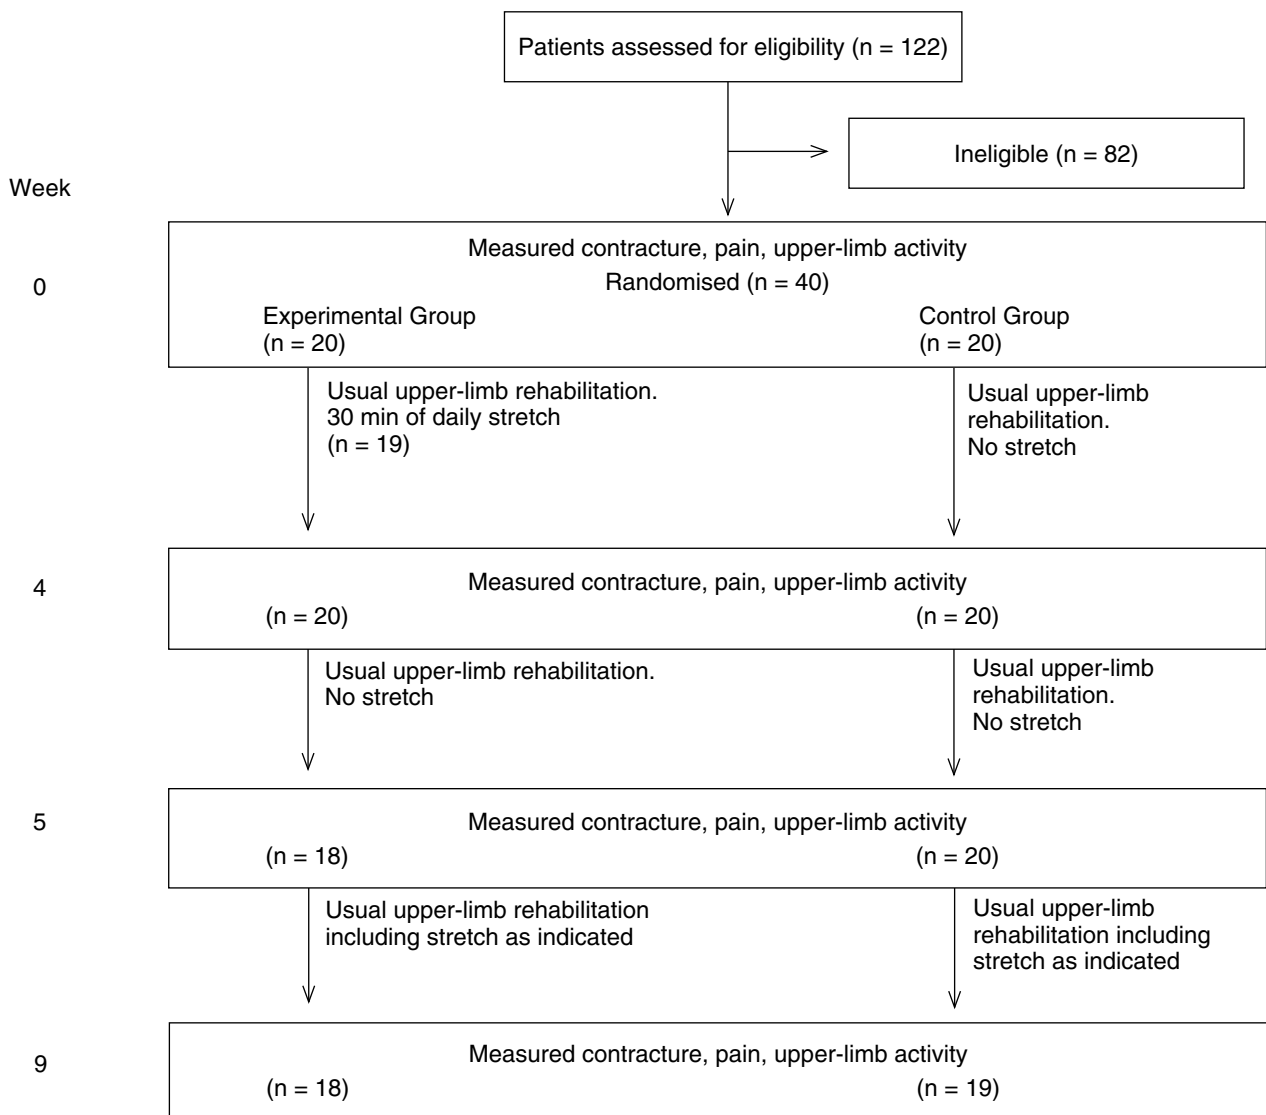 Patients assessed for eligibility (n = 122)
Ineligible (n = 82)
Week
0
Measured contracture, pain, upper-limb activity
Randomised (n = 40)
Experimental Group
(n = 20)
Control Group
(n = 20)
Usual upper-limb rehabilitation.
30 min of daily stretch
(n = 19)
Usual upper-limb
rehabilitation.
No stretch
4
Measured contracture, pain, upper-limb activity
(n = 20)
(n = 20)
Usual upper-limb rehabilitation.
No stretch
Usual upper-limb
rehabilitation.
No stretch
5
Measured contracture, pain, upper-limb activity
(n = 18)
(n = 20)
Usual upper-limb rehabilitation
including stretch as indicated
Usual upper-limb
rehabilitation including
stretch as indicated
9
Measured contracture, pain, upper-limb activity
(n = 18)
(n = 19)